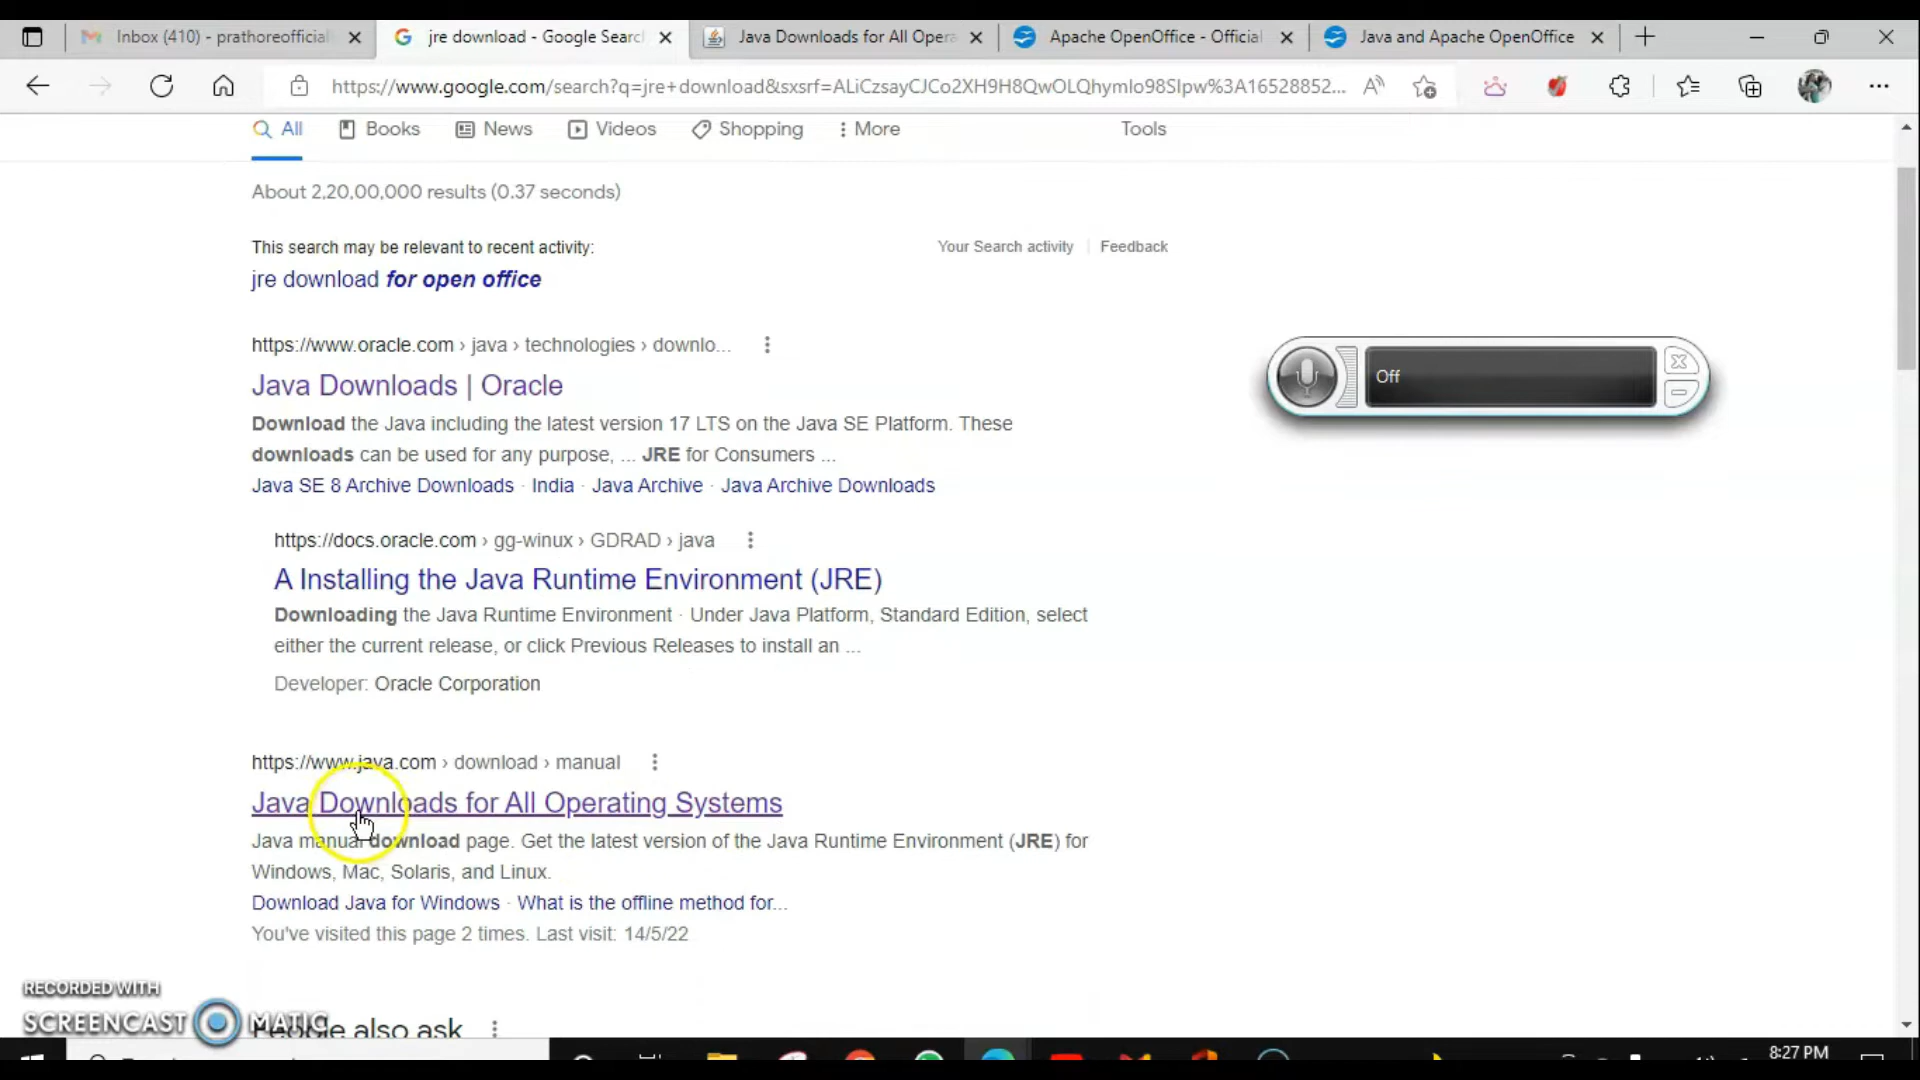 Inbox (410) - prathoreofficial
jre download - Google Search
Java Downloads for All Opera
Apache OpenOffice - Official
Java and Apache OpenOffice
https://www.google.com/search?q=jre+download&sxsrf=ALiCzsayCJCo2XH9H8QwOLQhymlo98SIpw%3A16528852...
All
Books
News
Videos
Shopping
More
Tools
About 2,20,00,000 results (0.37 seconds)
This search may be relevant to recent activity:
Your Search activity
Feedback
jre download for open office
https://www.oracle.com › java › technologies › downlo...
Java Downloads | Oracle
Download the Java including the latest version 17 LTS on the Java SE Platform. These
downloads can be used for any purpose, ... JRE for Consumers ...
Java SE 8 Archive Downloads · India · Java Archive · Java Archive Downloads
Off
https://docs.oracle.com › gg-winux › GDRAD › java
A Installing the Java Runtime Environment (JRE)
Downloading the Java Runtime Environment · Under Java Platform, Standard Edition, select
either the current release, or click Previous Releases to install an ...
Developer: Oracle Corporation
https://www.java.com › download › manual
Java Downloads for All Operating Systems
Java manual download page. Get the latest version of the Java Runtime Environment (JRE) for
Windows, Mac, Solaris, and Linux.
Download Java for Windows · What is the offline method for...
You've visited this page 2 times. Last visit: 14/5/22
People also ask
RECORDED WITH
SCREENCAST MATIC
8:27 PM